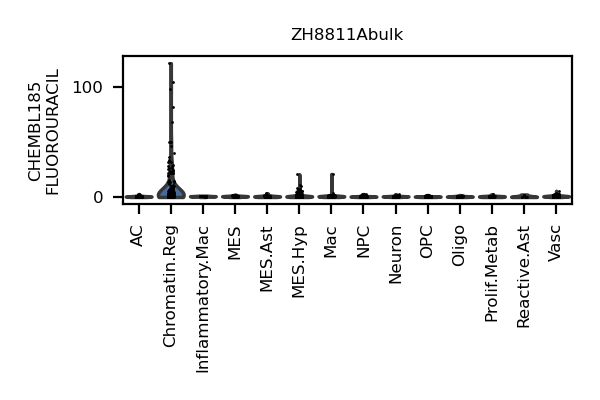 ZH8811Abulk
CHEMBL185
FLUOROURACIL
100
0
AC
Chromatin.Reg
Inflammatory.Mac
MES
MES.Ast
MES.Hyp
Mac
NPC
Neuron
OPC
Oligo
Prolif.Metab
Reactive.Ast
Vasc